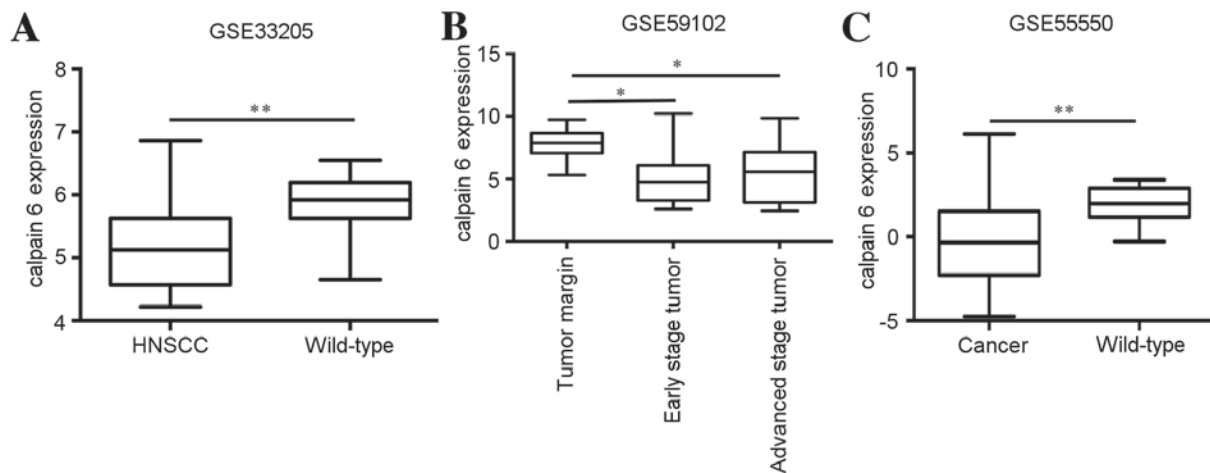 A
GSE33205
calpain 6 expression
8
7
6
5
4
**
HNSCC
Wild-type
B
GSE59102
calpain 6 expression
15
10
5
0
*
*
Tumor margin
Early stage tumor
Advanced stage tumor
C
GSE55550
calpain 6 expression
10
5
0
-5
**
Cancer
Wild-type